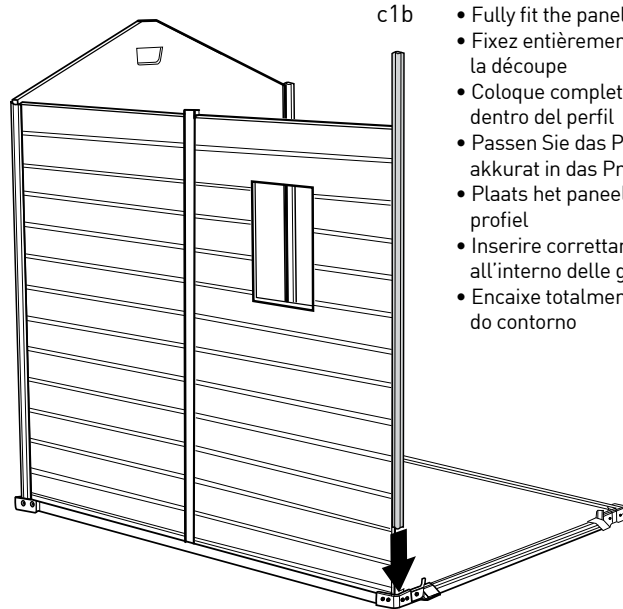 c1b
• Fully fit the panel
• Fixez entièremen
la découpe
• Coloque complet
dentro del perfil
• Passen Sie das P
akkurat in das Pr
• Plaats het paneel
profiel
• Inserire correttar
all’interno delle g
• Encaixe totalmen
do contorno